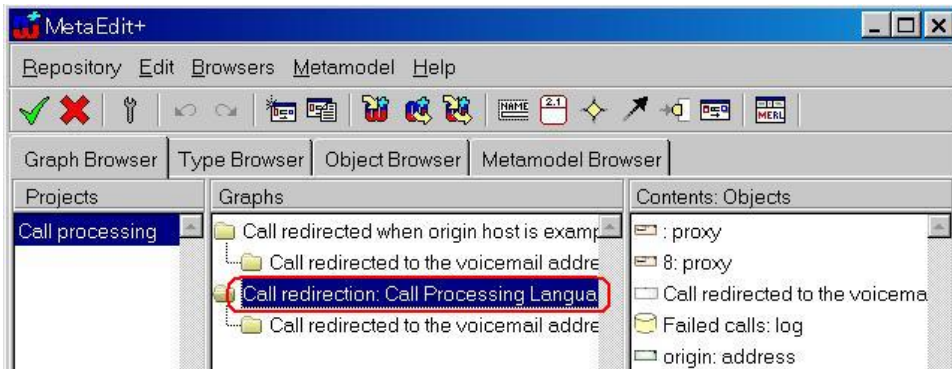 MetaEdit+
Repository Edit Browsers Metamodel Help
NAME 2.1 MERL
Graph Browser Type Browser Object Browser Metamodel Browser
Projects Graphs Contents: Objects
Call processing Call redirected when origin host is examp : proxy
Call redirected to the voicemail addre 8: proxy
Call redirection: Call Processing Langua Call redirected to the voicema
Call redirected to the voicemail addre Failed calls: log
origin: address